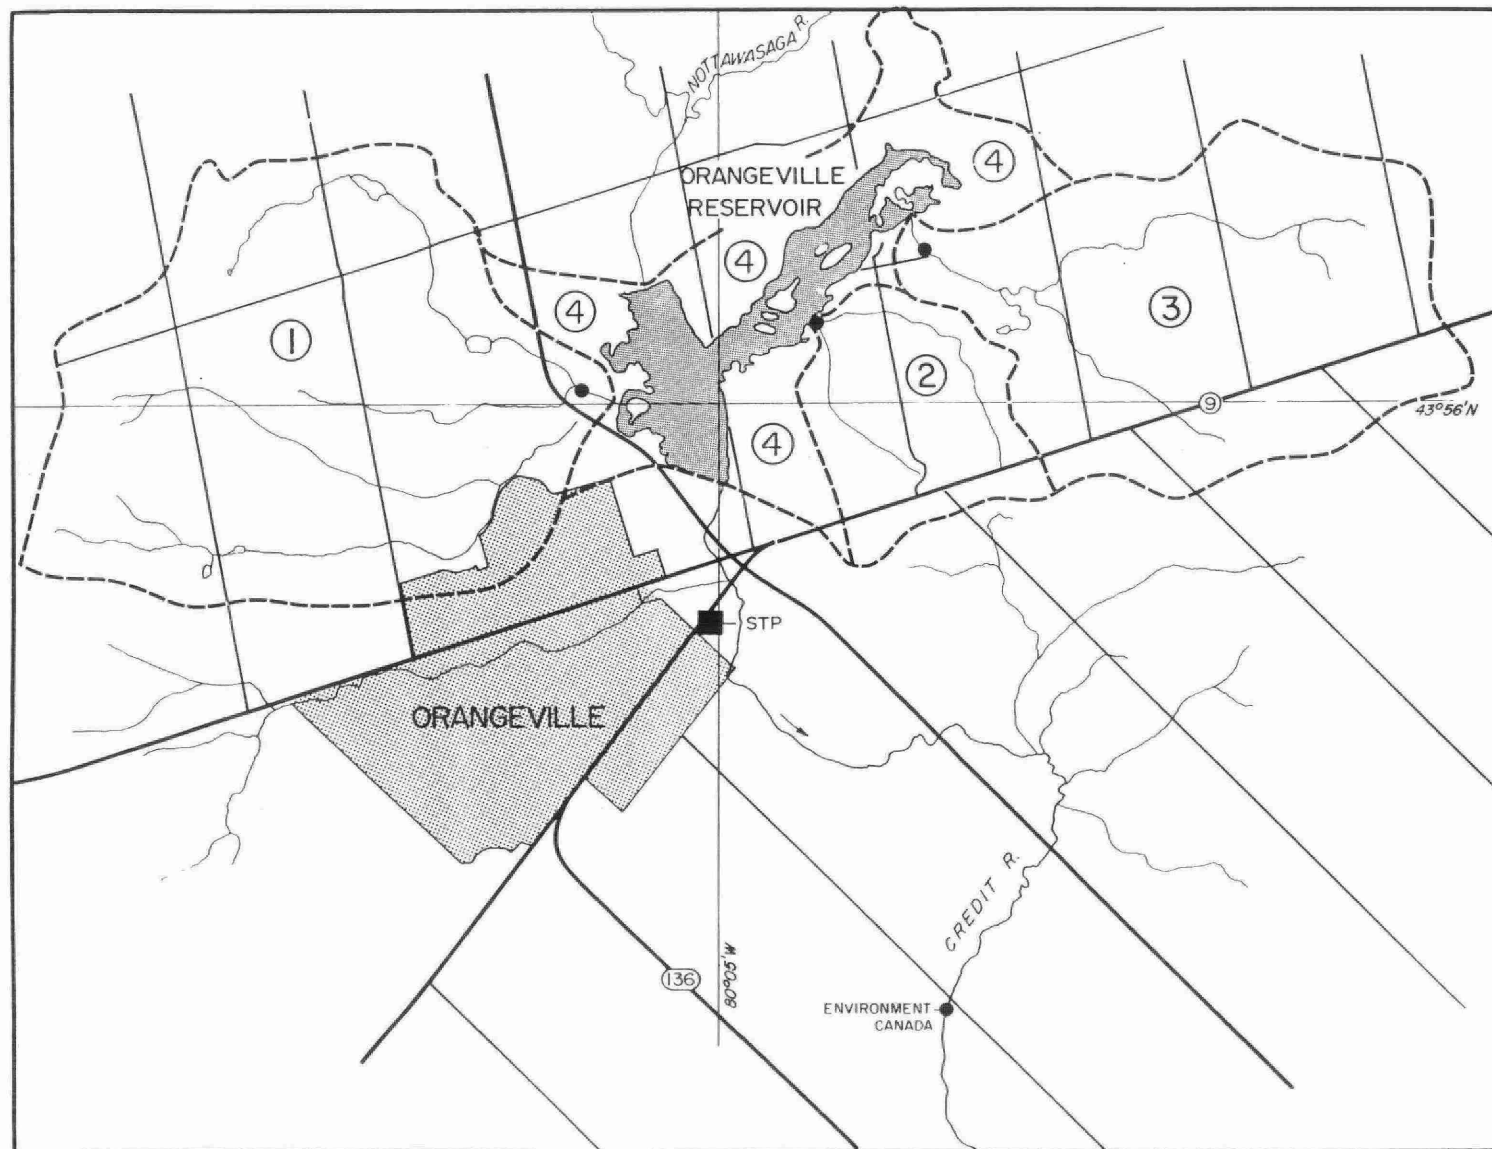 NOTTAWASAGA R.
ORANGEVILLE
RESERVOIR
4
4
4
1
3
2
4
9
43°56'N
STP
ORANGEVILLE
CREDIT R.
80°05'W
136
ENVIRONMENT
CANADA